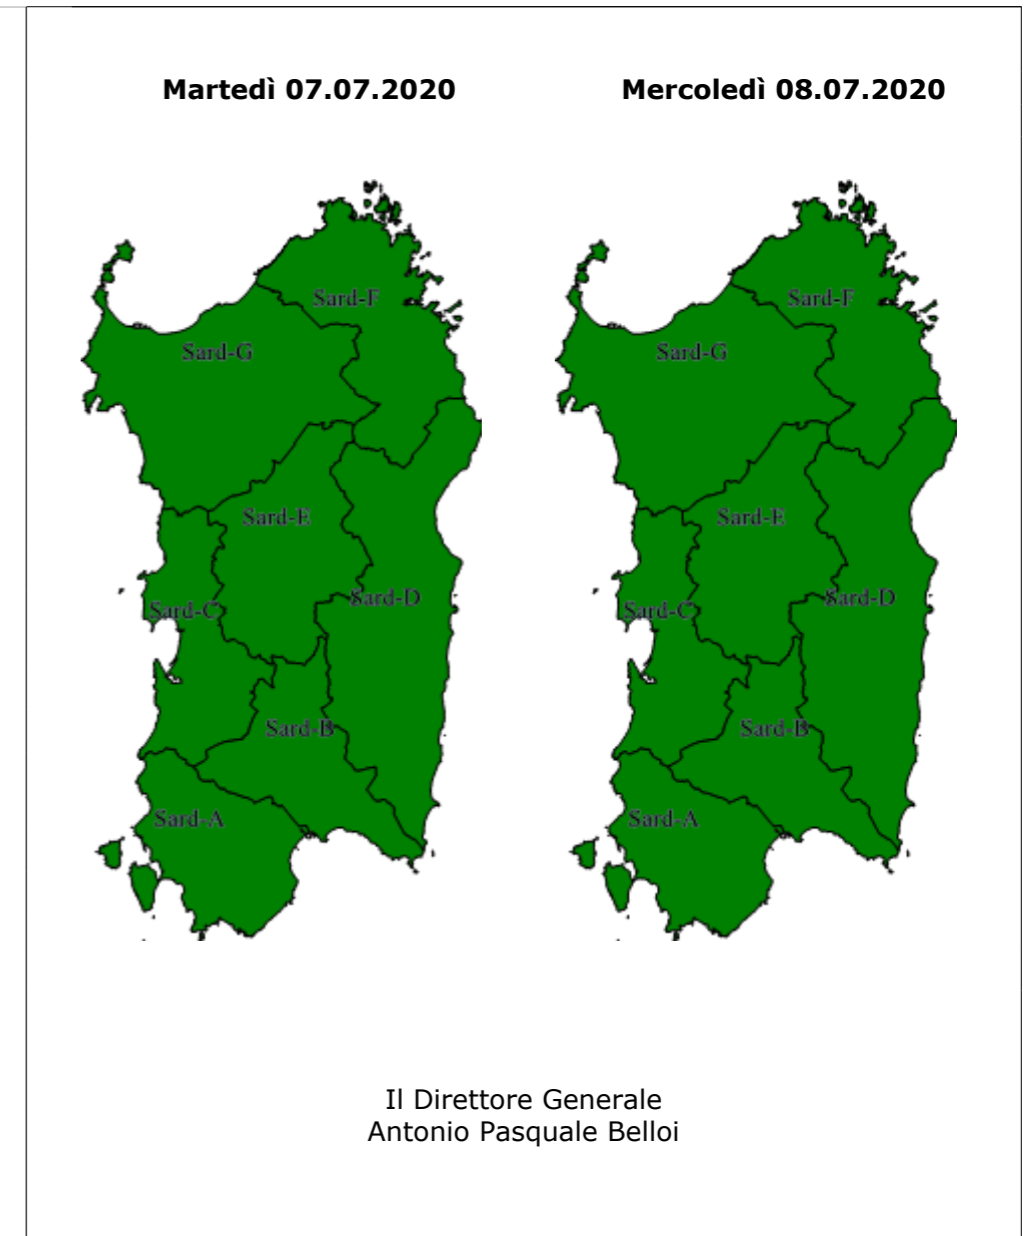 Martedì 07.07.2020
Mercoledì 08.07.2020
Sard-F
Sard-G
Sard-E
Sard-D
Sard-C
Sard-B
Sard-A
Sard-F
Sard-G
Sard-E
Sard-D
Sard-C
Sard-B
Sard-A
Il Direttore Generale
Antonio Pasquale Belloi